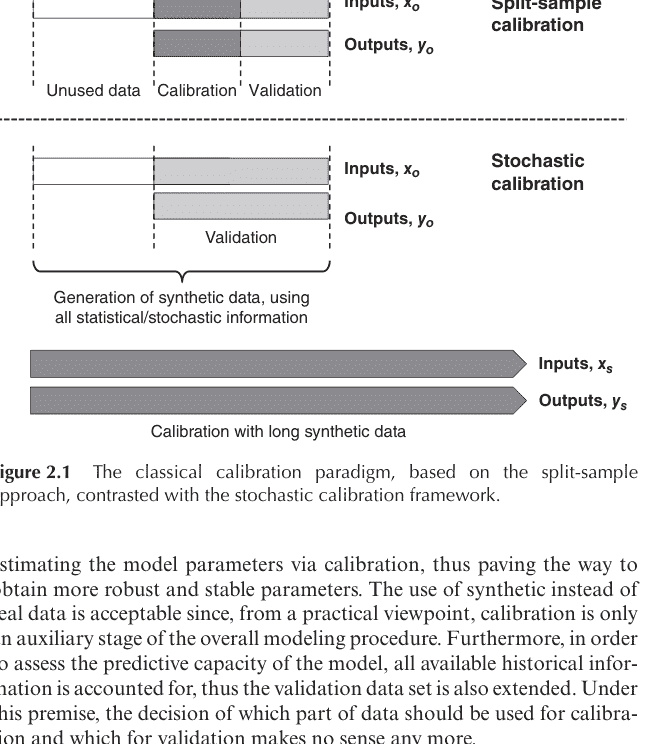 Inputs, xo
Split-sample
calibration
Outputs, yo
Unused data Calibration Validation
Inputs, xo
Stochastic
calibration
Outputs, yo
Validation
Generation of synthetic data, using
all statistical/stochastic information
Inputs, xs
Outputs, ys
Calibration with long synthetic data
igure 2.1 The classical calibration paradigm, based on the split-sample
pproach, contrasted with the stochastic calibration framework.
stimating the model parameters via calibration, thus paving the way to
btain more robust and stable parameters. The use of synthetic instead of
eal data is acceptable since, from a practical viewpoint, calibration is only
n auxiliary stage of the overall modeling procedure. Furthermore, in order
o assess the predictive capacity of the model, all available historical infor-
mation is accounted for, thus the validation data set is also extended. Under
his premise, the decision of which part of data should be used for calibra-
ion and which for validation makes no sense any more.